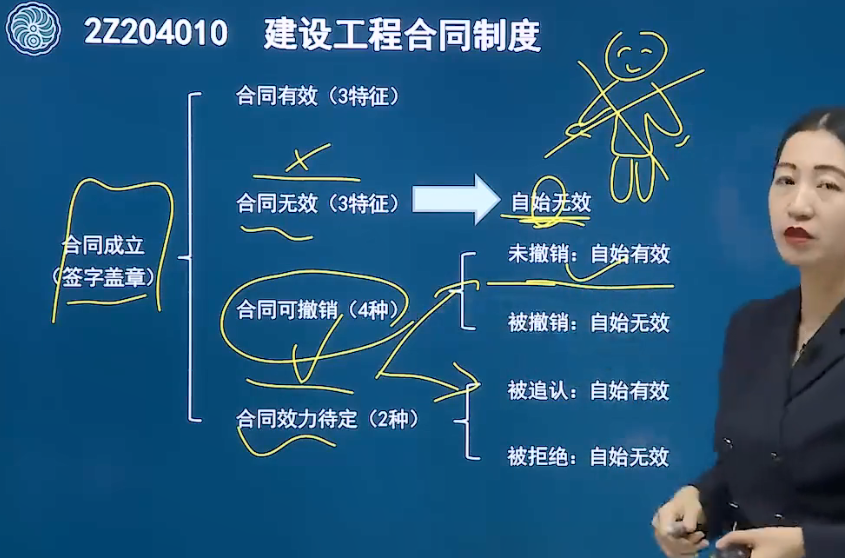 2Z204010 建设工程合同制度
合同有效（3特征）
合同无效（3特征）
自始无效
合同成立
（签字盖章）
未撤销：自始有效
合同可撤销（4种）
被撤销：自始无效
被追认：自始有效
合同效力待定（2种）
被拒绝：自始无效